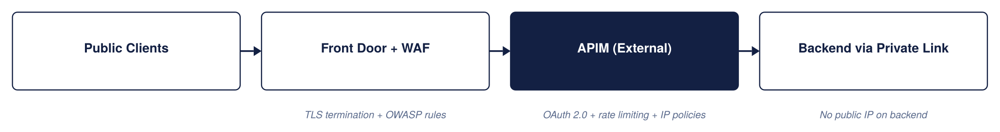 Public Clients
Front Door + WAF
APIM (External)
Backend via Private Link
TLS termination + OWASP rules
OAuth 2.0 + rate limiting + IP policies
No public IP on backend